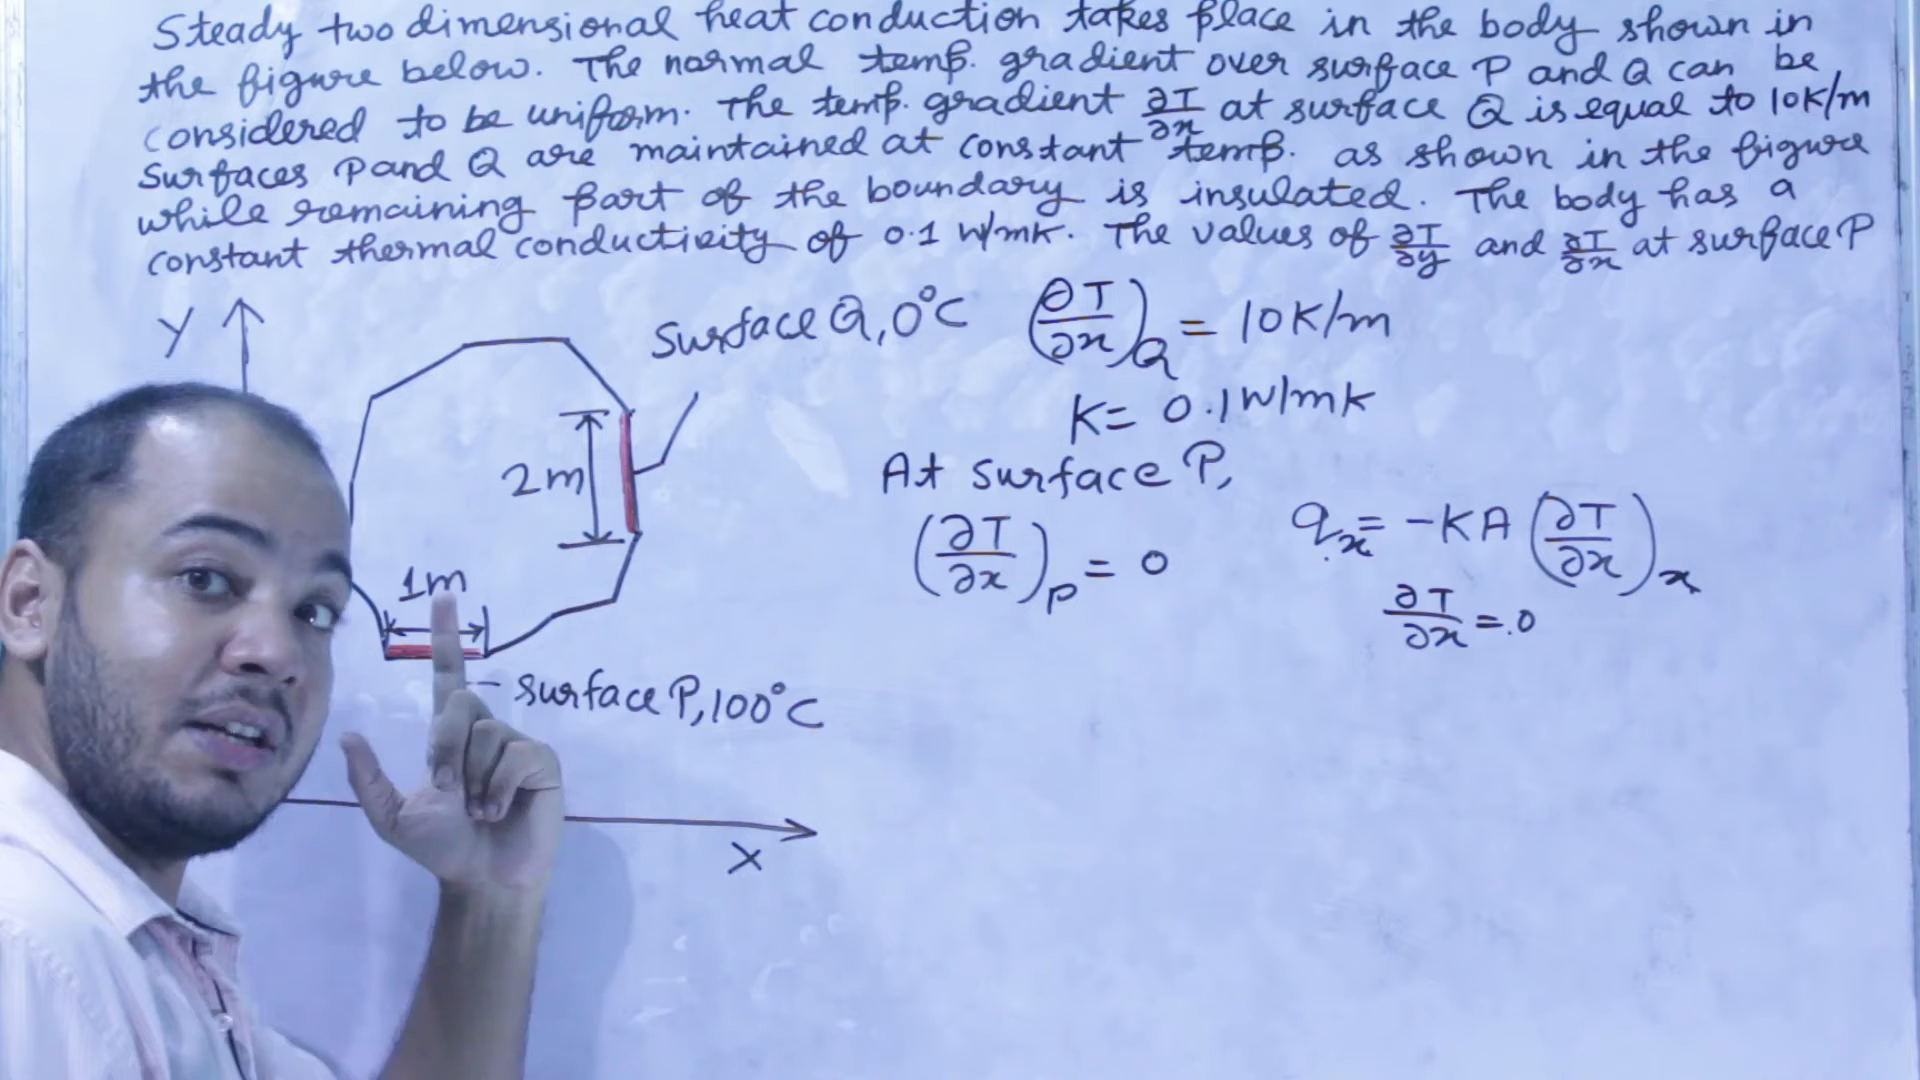 Steady two dimensional heat conduction takes place in the body shown in
the figure below. The normal temp. gradient over surface P and Q can be
considered to be uniform. The temp. gradient ∂T/∂x at surface Q is equal to 10K/m
Surfaces P and Q are maintained at constant temp. as shown in the figure
while remaining part of the boundary is insulated. The body has a
constant thermal conductivity of 0.1 W/mK. The values of ∂T/∂y and ∂T/∂x at surface P
Y
Surface Q, 0°C
(∂T/∂x)Q = 10K/m
K = 0.1 W/mK
2m
At surface P,
(∂T/∂x)P = 0
qx = -KA (∂T/∂x)x
∂T/∂x = 0
1m
surface P, 100°C
X